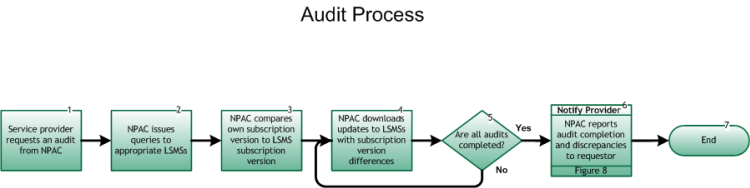 Audit Process
1
Service provider
requests an audit
from NPAC
2
NPAC issues
queries to
appropriate LSMSs
3
NPAC compares
own subscription
version to LSMS
subscription
version
4
NPAC downloads
updates to LSMSs
with subscription
version
differences
5
Are all audits
completed?
Yes
No
6
Notify Provider
NPAC reports
audit completion
and discrepancies
to requestor
Figure 8
7
End